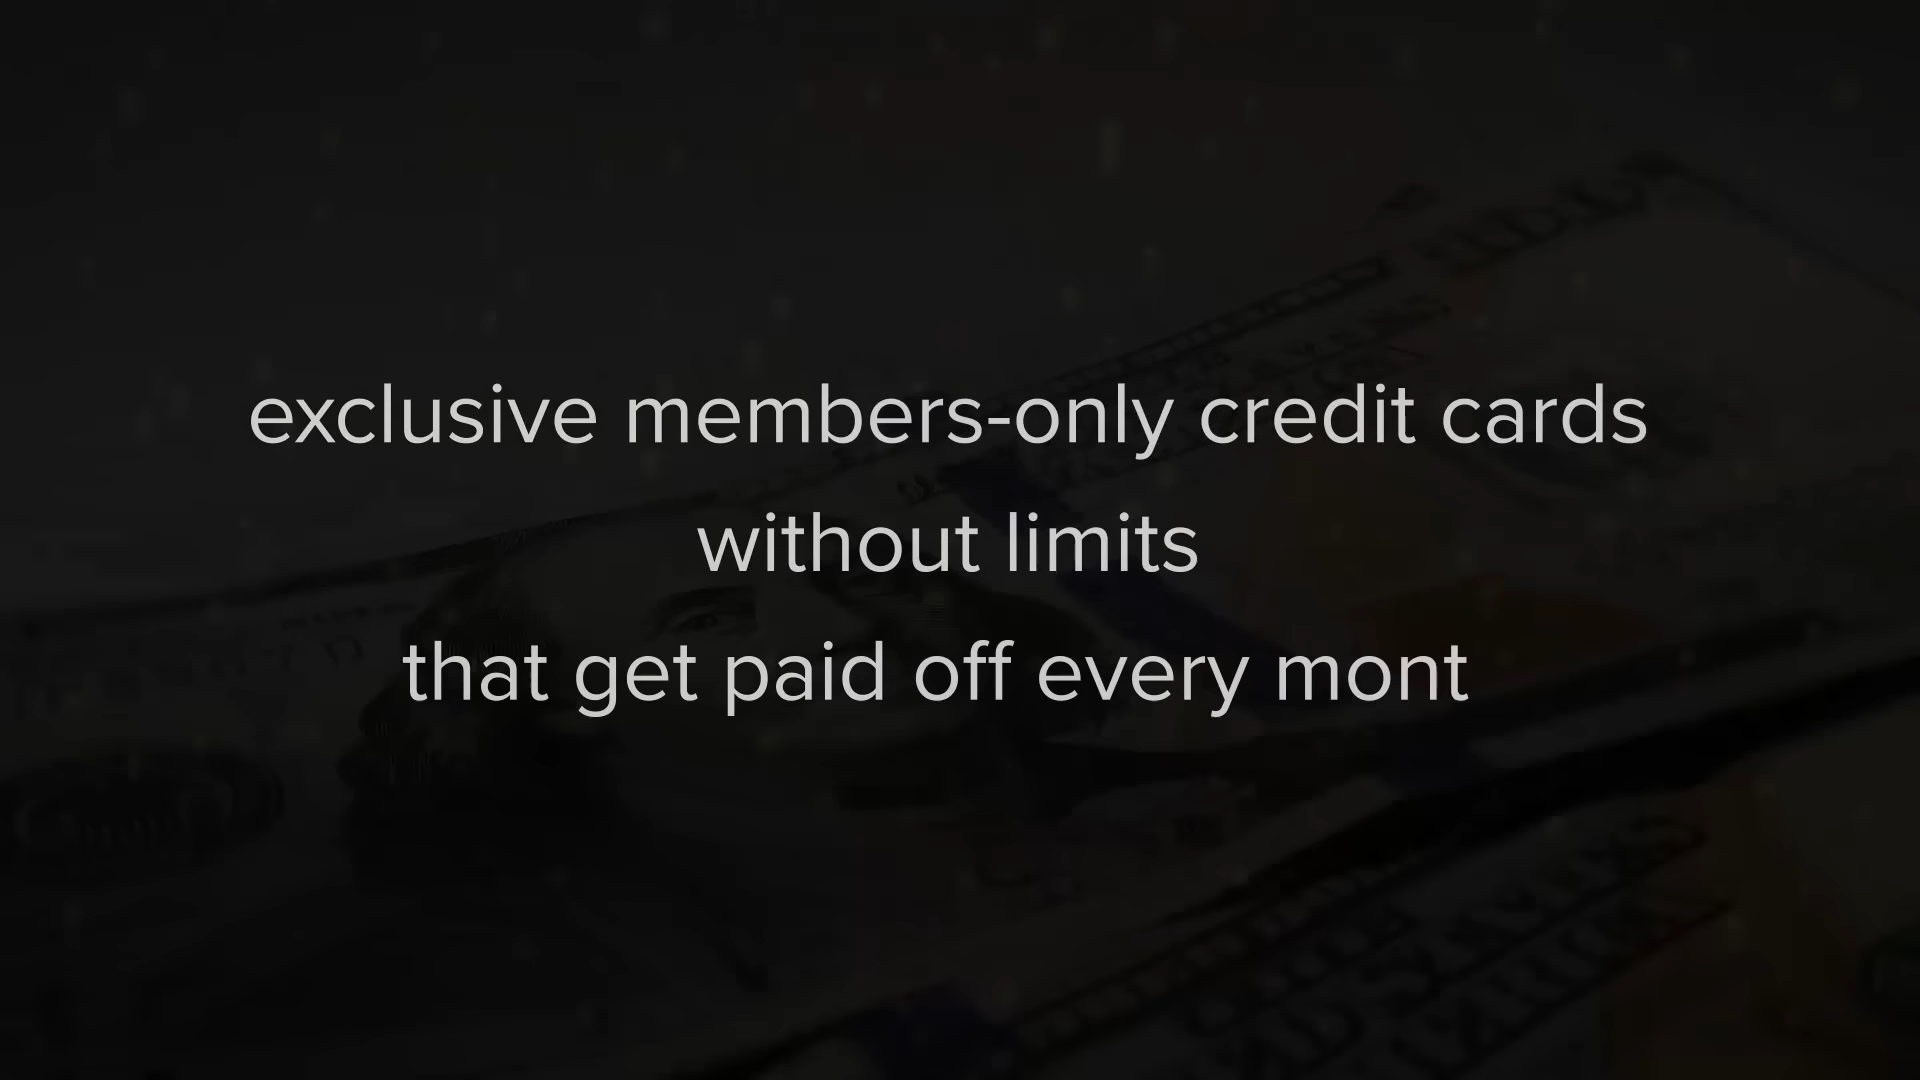 exclusive members-only credit cards
without limits
that get paid off every mont